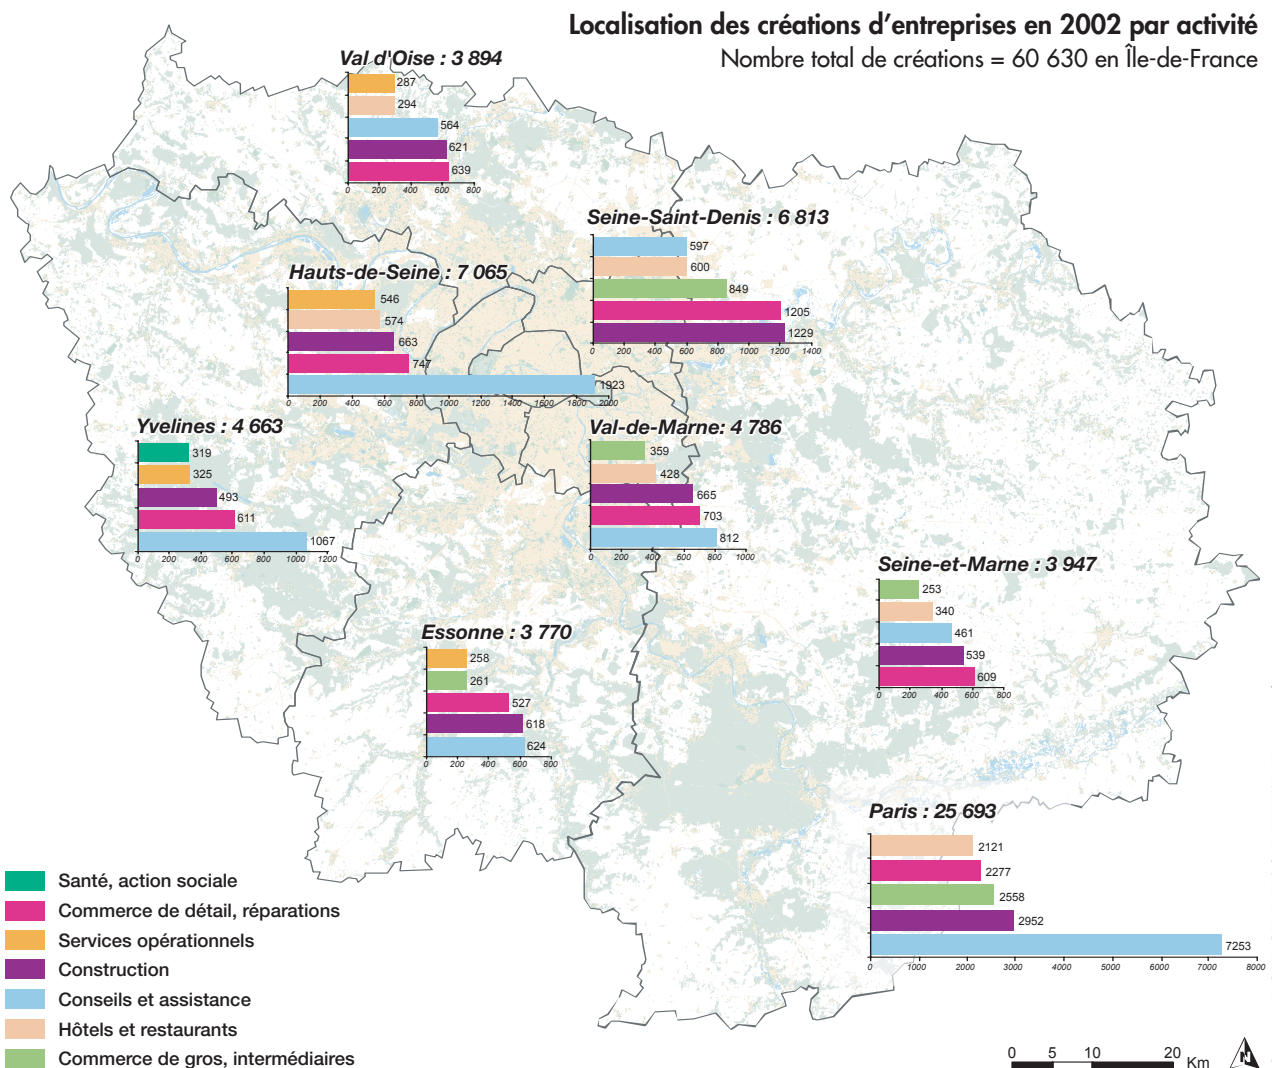 Localisation des créations d'entreprises en 2002 par activité
Nombre total de créations = 60 630 en Île-de-France
Val d'Oise : 3 894
287
294
564
621
639
0 200 400 600 800
Seine-Saint-Denis : 6 813
597
600
849
1205
1229
0 200 400 600 800 1000 1200 1400
Hauts-de-Seine : 7 065
546
574
663
747
1923
0 200 400 600 800 1000 1200 1400 1600 1800 2000
Yvelines : 4 663
319
325
493
611
1067
0 200 400 600 800 1000 1200
Val-de-Marne: 4 786
359
428
665
703
812
0 200 400 600 800 1000
Seine-et-Marne : 3 947
253
340
461
539
609
0 200 400 600 800
Essonne : 3 770
258
261
527
618
624
0 200 400 600 800
Paris : 25 693
2121
2277
2558
2952
7253
0 1000 2000 3000 4000 5000 6000 7000 8000
Santé, action sociale
Commerce de détail, réparations
Services opérationnels
Construction
Conseils et assistance
Hôtels et restaurants
Commerce de gros, intermédiaires
0 5 10 20 Km
N